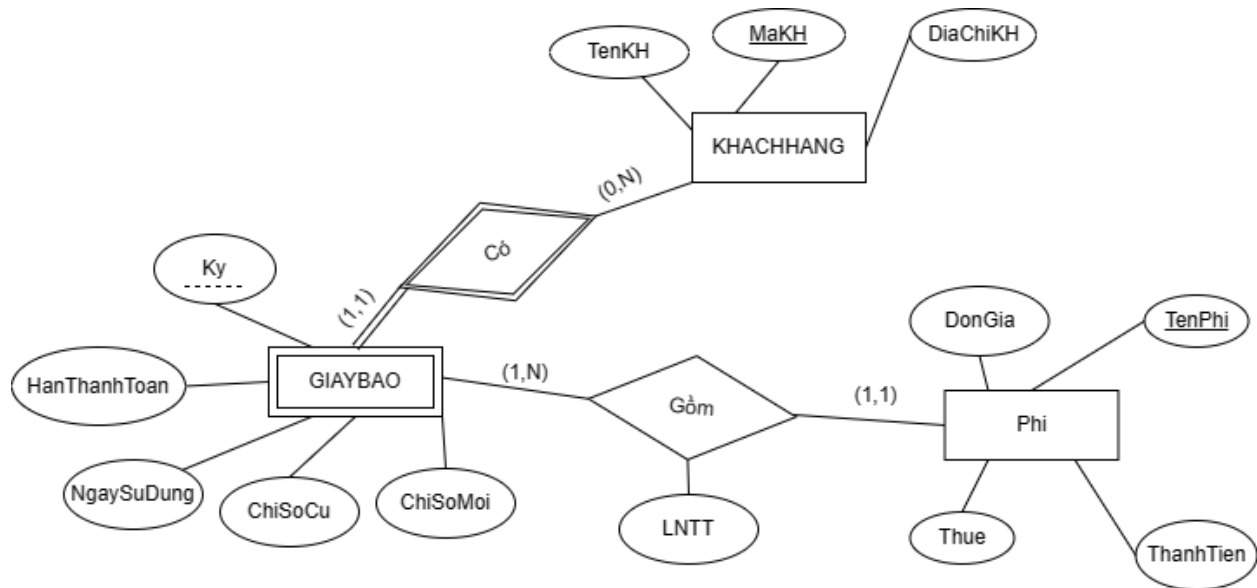 TenKH
MaKH
DiaChiKH
KHACHHANG
(0,N)
Có
(1,1)
Ky
HanThanhToan
GIAYBAO
(1,N)
Gồm
(1,1)
DonGia
TenPhi
Phi
NgaySuDung
ChiSoCu
ChiSoMoi
LNTT
Thue
ThanhTien